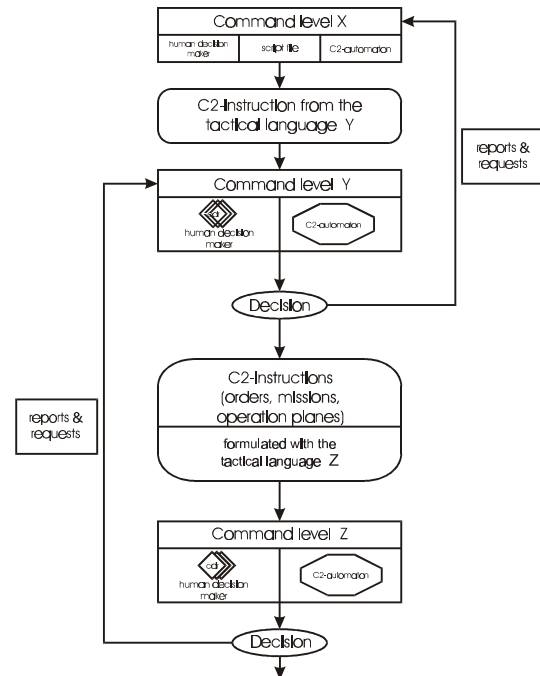 Command level X
human decision
maker
script file
C2-automation
C2-Instruction from the
tactical language Y
reports &
requests
Command level Y
cdr
human decision
maker
C2-automation
Decision
C2-Instructions
(orders, missions,
operation planes)
formulated with the
tactical language Z
reports &
requests
Command level Z
cdr
human decision
maker
C2-automation
Decision